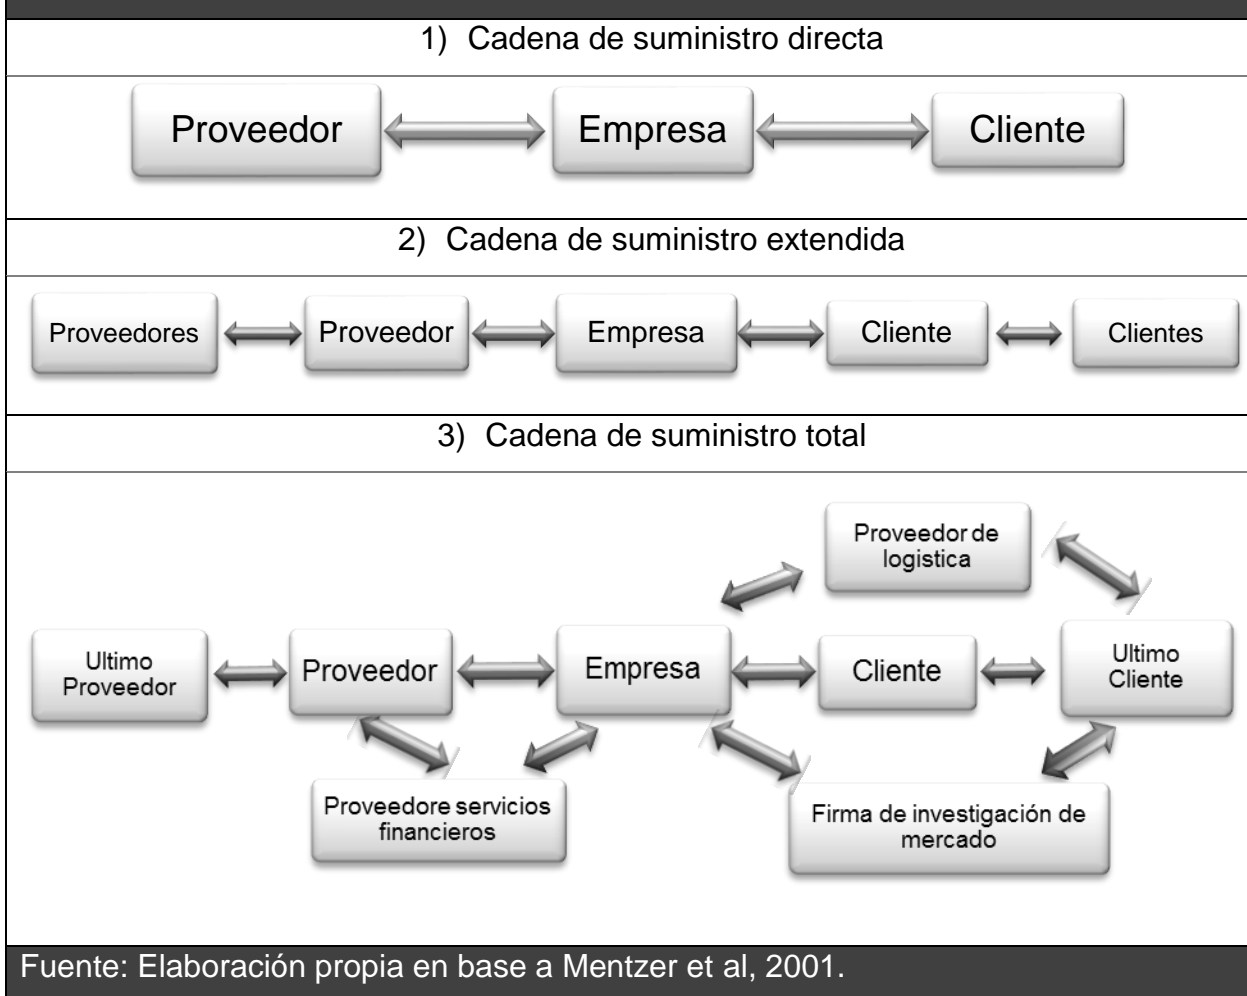 1) Cadena de suministro directa
Proveedor
Empresa
Cliente
2) Cadena de suministro extendida
Proveedores
Proveedor
Empresa
Cliente
Clientes
3) Cadena de suministro total
Proveedor de
logistica
Ultimo
Proveedor
Proveedor
Empresa
Cliente
Ultimo
Cliente
Proveedore servicios
financieros
Firma de investigación de
mercado
Fuente: Elaboración propia en base a Mentzer et al, 2001.